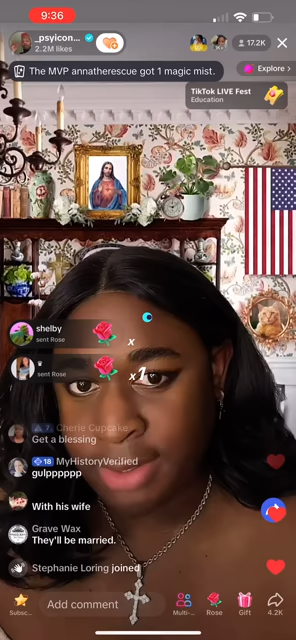 9:36
_psyicon...
2.2M likes
17.2K
The MVP annatherescue got 1 magic mist.
Explore >
TikTok LIVE Fest
Education
shelby
sent Rose
x
sent Rose
x1
7 Cherie Cupcake
Get a blessing
18 MyHistoryVerified
gulpppppp
With his wife
Grave Wax
They'll be married.
Stephanie Loring joined
Subsc...
Add comment
Multi-...
Rose
Gift
4.2K